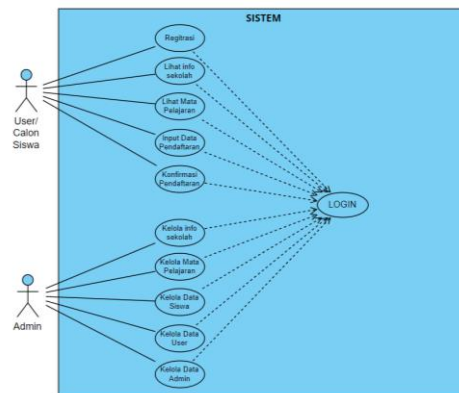 SISTEM
Regitrasi
Lihat info
sekolah
Lihat Mata
Pelajaran
Input Data
Pendaftaran
Konfirmasi
Pendaftaran
User/
Calon
Siswa
LOGIN
Kelola info
sekolah
Kelola Mata
Pelajaran
Kelola Data
Siswa
Kelola Data
User
Kelola Data
Admin
Admin